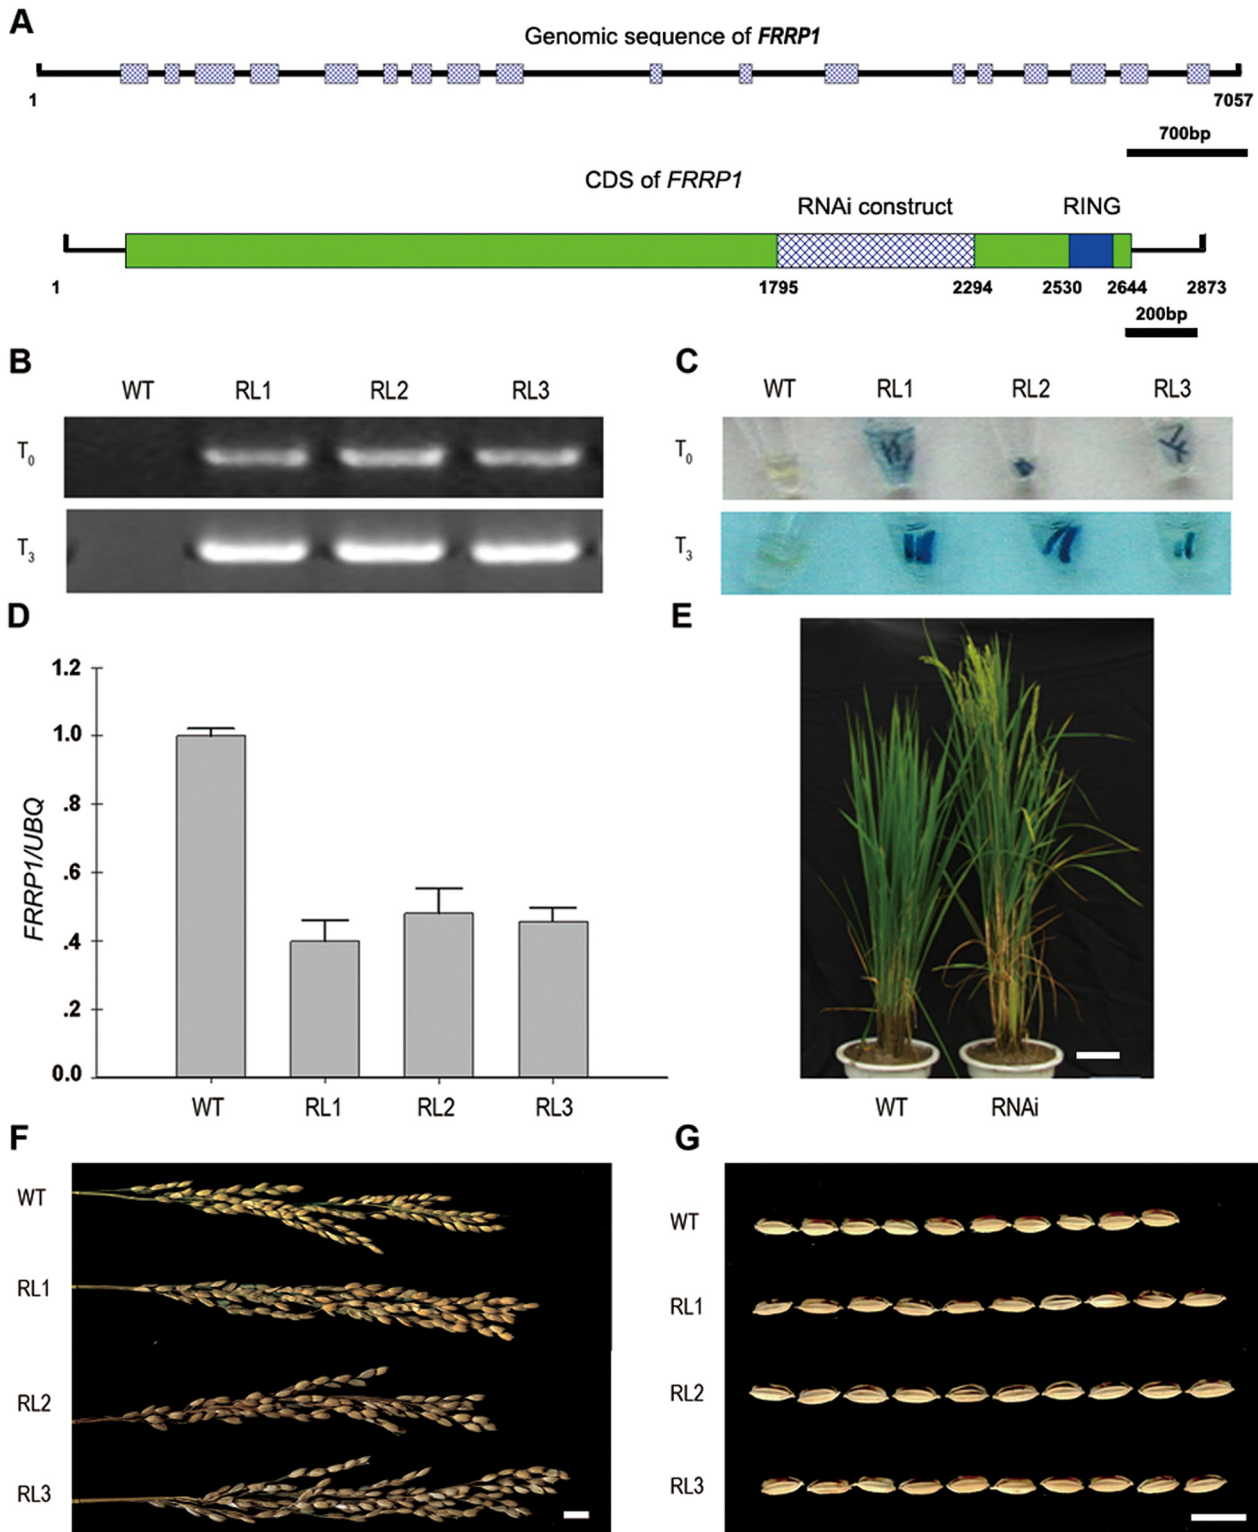 A
Genomic sequence of FRRP1
1
7057
700bp
CDS of FRRP1
RNAi construct
RING
1
1795
2294
2530
2644
2873
200bp
B
WT
RL1
RL2
RL3
T0
T3
C
WT
RL1
RL2
RL3
T0
T3
D
1.2
1.0
.8
.6
.4
.2
0.0
FRRP1/UBQ
WT
RL1
RL2
RL3
E
WT
RNAi
F
WT
RL1
RL2
RL3
G
WT
RL1
RL2
RL3